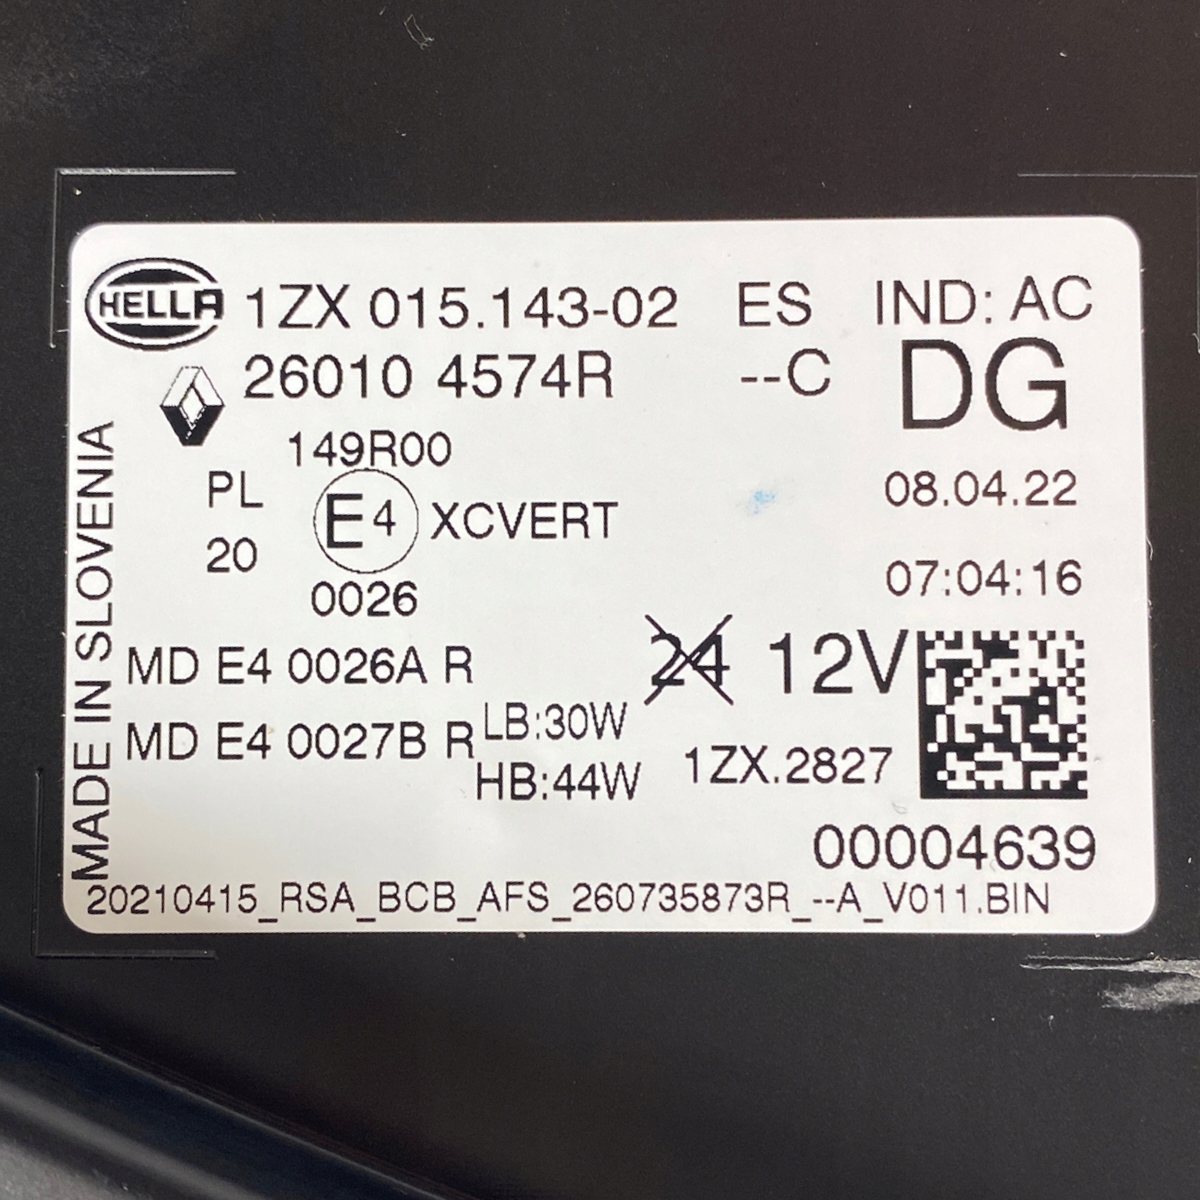 HELLA 1ZX 015.143-02 ES IND: AC
26010 4574R --C DG
149R00
PL E4 XCVERT 08.04.22
20
0026 07:04:16
MD E4 0026A R 24 12V
MD E4 0027B R LB:30W
HB:44W 1ZX.2827
00004639
20210415_RSA_BCB_AFS_260735873R_--A_V011.BIN
MADE IN SLOVENIA